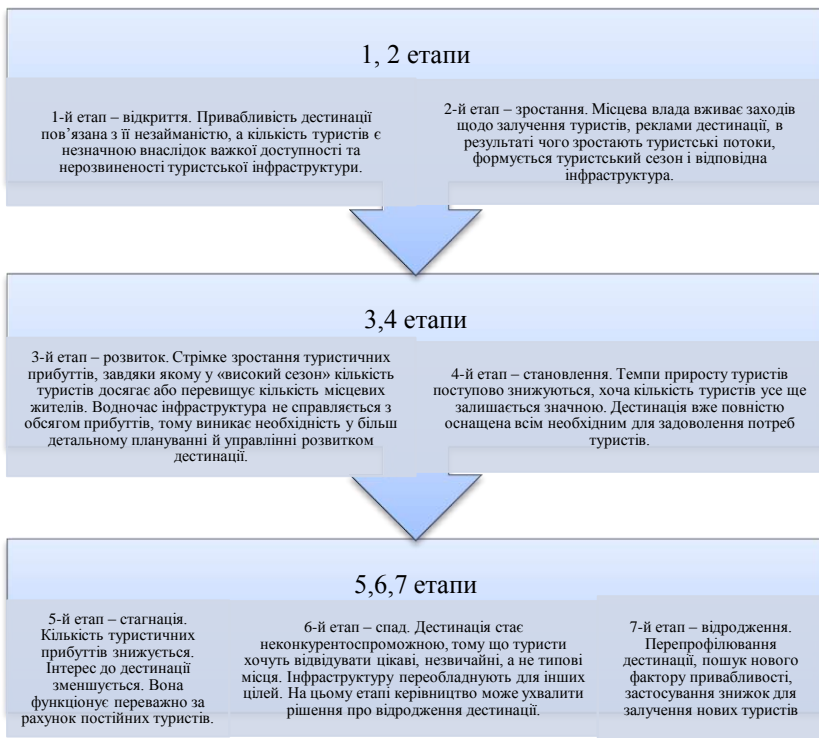 1, 2 етапи
1-й етап – відкриття. Привабливість дестинації
пов’язана з її незайманістю, а кількість туристів є
незначною внаслідок важкої доступності та
нерозвиненості туристської інфраструктури.
2-й етап – зростання. Місцева влада вживає заходів
щодо залучення туристів, реклами дестинації, в
результаті чого зростають туристські потоки,
формується туристський сезон і відповідна
інфраструктура.
3,4 етапи
3-й етап – розвиток. Стрімке зростання туристичних
прибуттів, завдяки якому у «високий сезон» кількість
туристів досягає або перевищує кількість місцевих
жителів. Водночас інфраструктура не справляється з
обсягом прибуттів, тому виникає необхідність у більш
детальному плануванні й управлінні розвитком
дестинації.
4-й етап – становлення. Темпи приросту туристів
поступово знижуються, хоча кількість туристів усе ще
залишається значною. Дестинація вже повністю
оснащена всім необхідним для задоволення потреб
туристів.
5,6,7 етапи
5-й етап – стагнація.
Кількість туристичних
прибуттів знижується.
Інтерес до дестинації
зменшується. Вона
функціонує переважно за
рахунок постійних туристів.
6-й етап – спад. Дестинація стає
неконкурентоспроможною, тому що туристи
хочуть відвідувати цікаві, незвичайні, а не типові
місця. Інфраструктуру переобладнують для інших
цілей. На цьому етапі керівництво може ухвалити
рішення про відродження дестинації.
7-й етап – відродження.
Перепрофілювання
дестинації, пошук нового
фактору привабливості,
застосування знижок для
залучення нових туристів